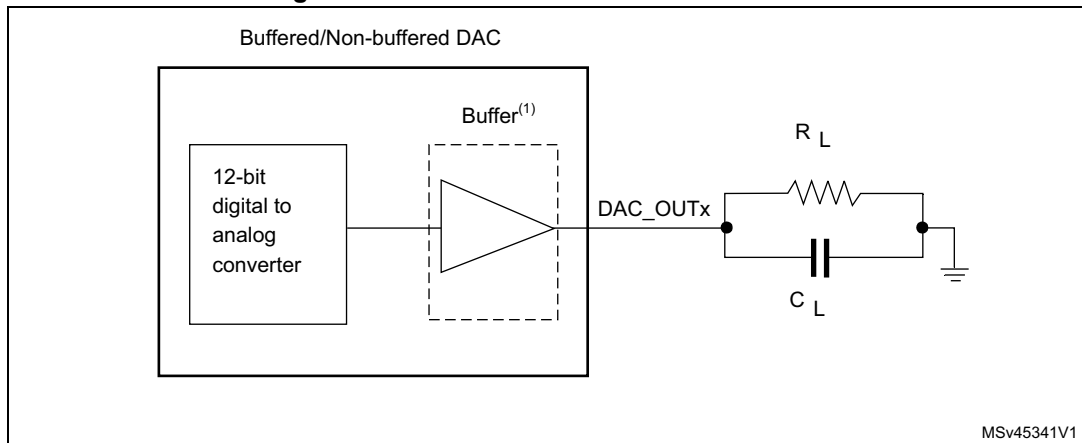 Buffered/Non-buffered DAC
Buffer(1)
12-bit
digital to
analog
converter
DAC_OUTx
R L
C L
MSv45341V1